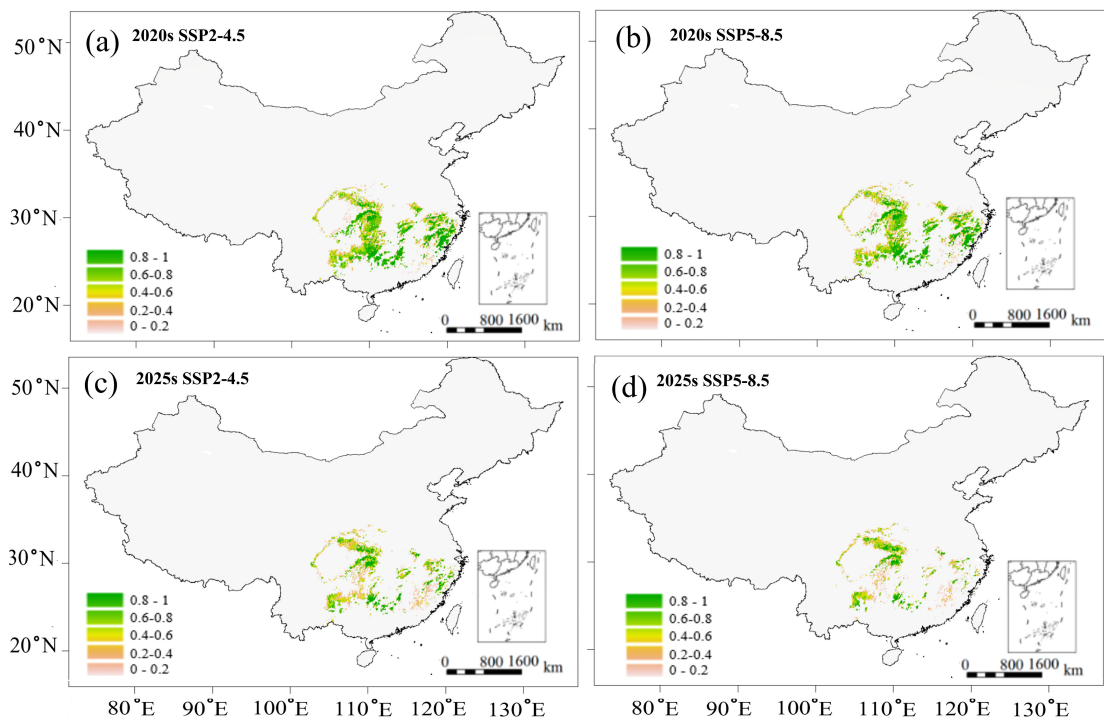 (a) 2020s SSP2-4.5
50°N
40°N
30°N
20°N
0.8 - 1
0.6-0.8
0.4-0.6
0.2-0.4
0 - 0.2
0 800 1600 km
(b) 2020s SSP5-8.5
0.8 - 1
0.6-0.8
0.4-0.6
0.2-0.4
0 - 0.2
0 800 1600 km
(c) 2025s SSP2-4.5
50°N
40°N
30°N
20°N
0.8 - 1
0.6-0.8
0.4-0.6
0.2-0.4
0 - 0.2
0 800 1600 km
80°E 90°E 100°E 110°E 120°E 130°E
(d) 2025s SSP5-8.5
0.8 - 1
0.6-0.8
0.4-0.6
0.2-0.4
0 - 0.2
0 800 1600 km
80°E 90°E 100°E 110°E 120°E 130°E